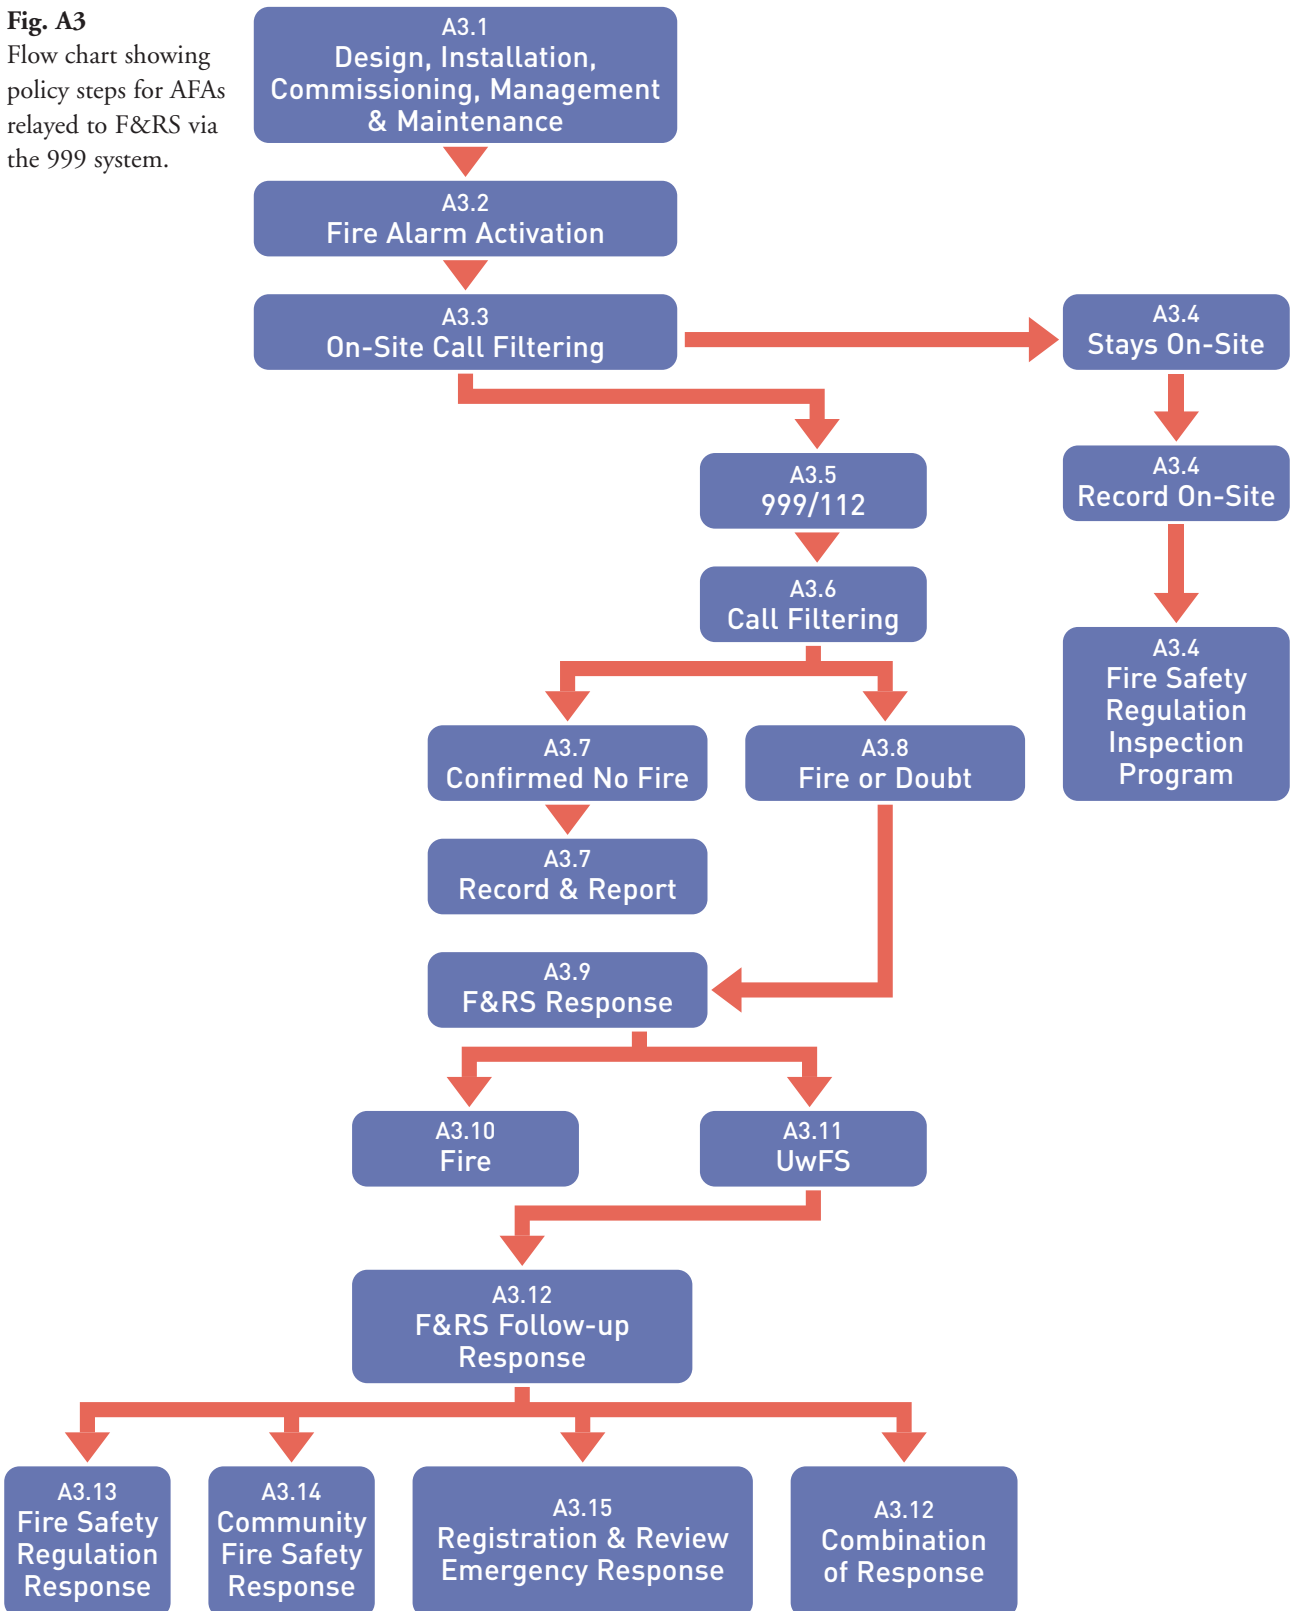 Fig. A3
Flow chart showing
policy steps for AFAs
relayed to F&RS via
the 999 system.
A3.1
Design, Installation,
Commissioning, Management
& Maintenance
A3.2
Fire Alarm Activation
A3.3
On-Site Call Filtering
A3.4
Stays On-Site
A3.5
999/112
A3.4
Record On-Site
A3.6
Call Filtering
A3.4
Fire Safety
Regulation
Inspection
Program
A3.7
Confirmed No Fire
A3.8
Fire or Doubt
A3.7
Record & Report
A3.9
F&RS Response
A3.10
Fire
A3.11
UwFS
A3.12
F&RS Follow-up
Response
A3.13
Fire Safety
Regulation
Response
A3.14
Community
Fire Safety
Response
A3.15
Registration & Review
Emergency Response
A3.12
Combination
of Response